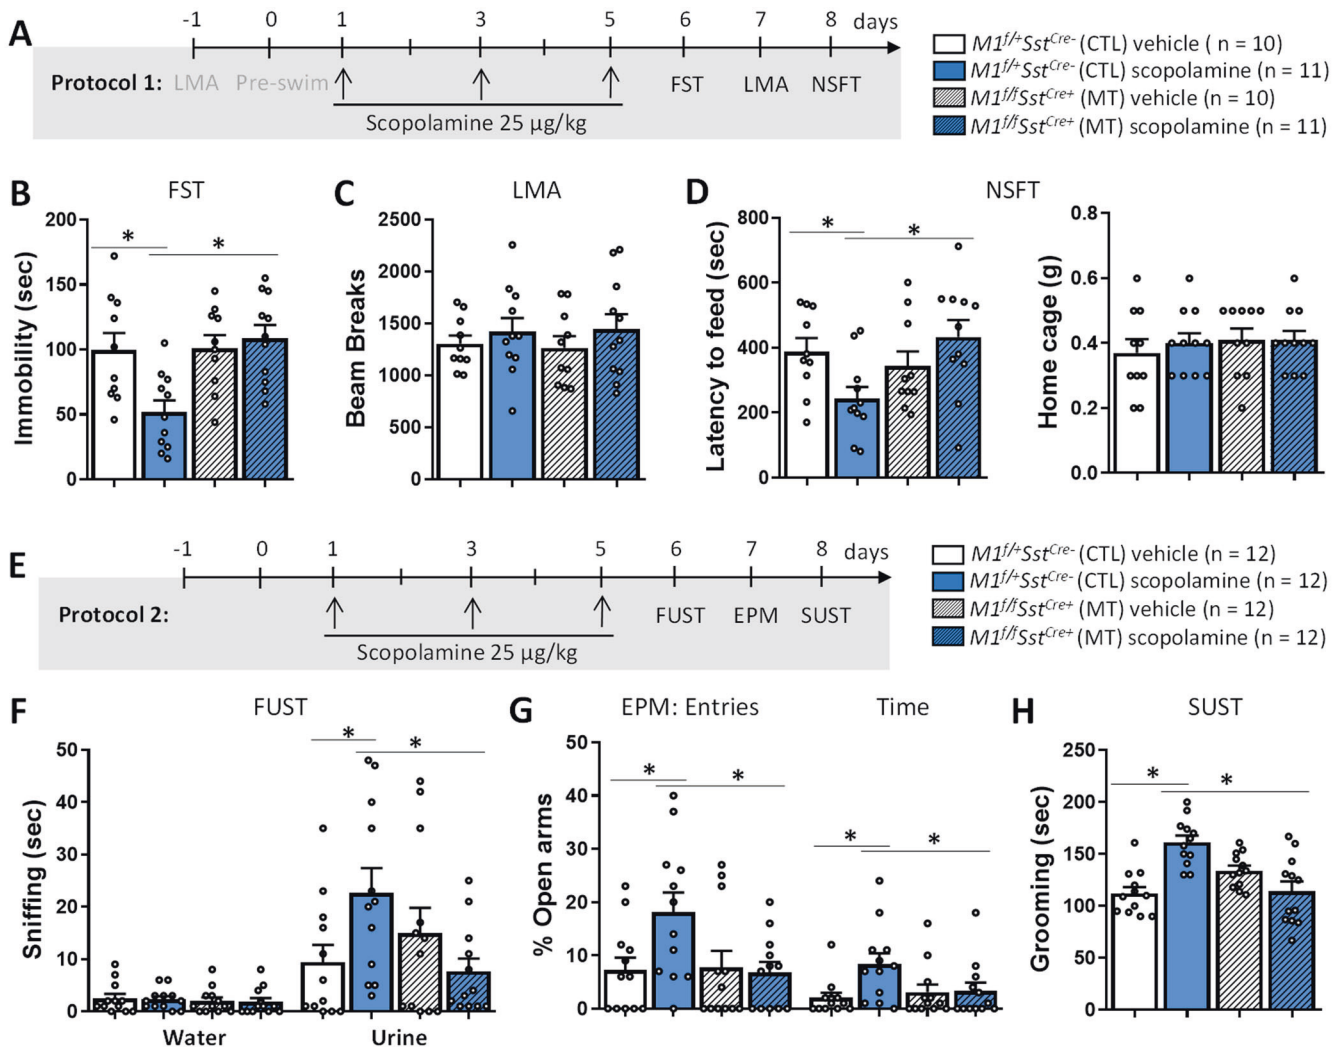 A
-1 0 1 3 5 6 7 8 days
Protocol 1: LMA Pre-swim FST LMA NSFT
Scopolamine 25 µg/kg
M1f/+SstCre- (CTL) vehicle ( n = 10)
M1f/+SstCre- (CTL) scopolamine (n = 11)
M1f/fSstCre+ (MT) vehicle (n = 10)
M1f/fSstCre+ (MT) scopolamine (n = 11)
B
FST
Immobility (sec)
200
150
100
50
0
* *
C
LMA
Beam Breaks
2500
2000
1500
1000
500
0
D
NSFT
Latency to feed (sec)
800
600
400
200
0
* *
Home cage (g)
0.8
0.6
0.4
0.2
0.0
E
-1 0 1 3 5 6 7 8 days
Protocol 2: FUST EPM SUST
Scopolamine 25 µg/kg
M1f/+SstCre- (CTL) vehicle (n = 12)
M1f/+SstCre- (CTL) scopolamine (n = 12)
M1f/fSstCre+ (MT) vehicle (n = 12)
M1f/fSstCre+ (MT) scopolamine (n = 12)
F
FUST
Sniffing (sec)
50
40
30
20
10
0
* *
Water Urine
G
EPM: Entries Time
% Open arms
50
40
30
20
10
0
* *
* *
H
SUST
Grooming (sec)
250
200
150
100
50
0
* *